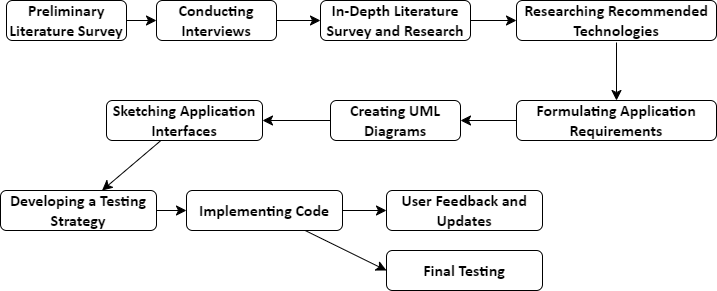 Preliminary
Literature Survey
Conducting
Interviews
In-Depth Literature
Survey and Research
Researching Recommended
Technologies
Sketching Application
Interfaces
Creating UML
Diagrams
Formulating Application
Requirements
Developing a Testing
Strategy
Implementing Code
User Feedback and
Updates
Final Testing